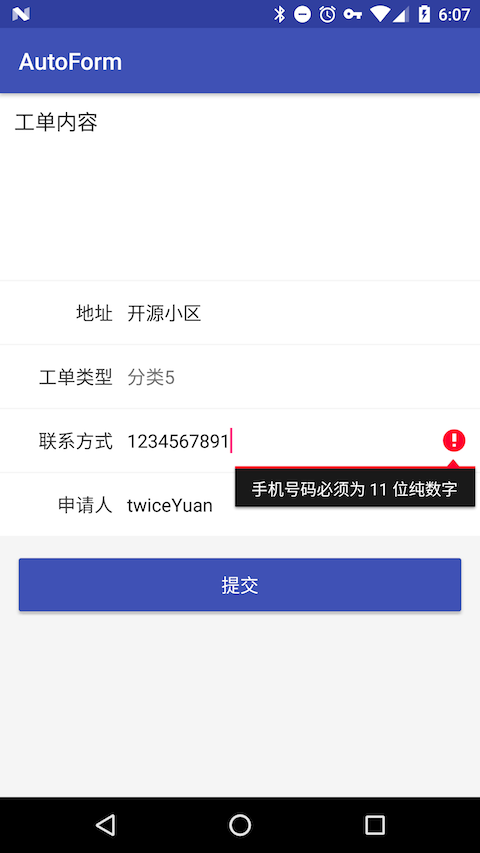 6:07
AutoForm
工单内容
地址 开源小区
工单类型 分类5
联系方式 1234567891
手机号码必须为 11 位纯数字
申请人 twiceYuan
提交